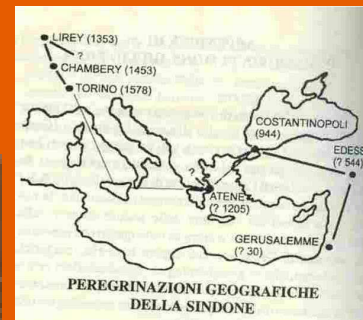 LIREY (1353)
?
CHAMBERY (1453)
TORINO (1578)
COSTANTINOPOLI
(944)
EDESS
(? 544)
?
ATENE
(? 1205)
GERUSALEMME
(? 30)
PEREGRINAZIONI GEOGRAFICHE
DELLA SINDONE